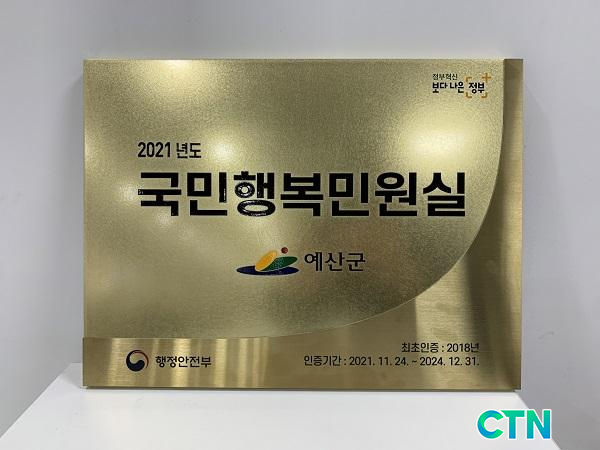 정부혁신
보다 나은 정부
2021 년도
국민행복민원실
예산군
행정안전부
최초인증 : 2018년
인증기간 : 2021. 11. 24. ~ 2024. 12. 31.
CTN